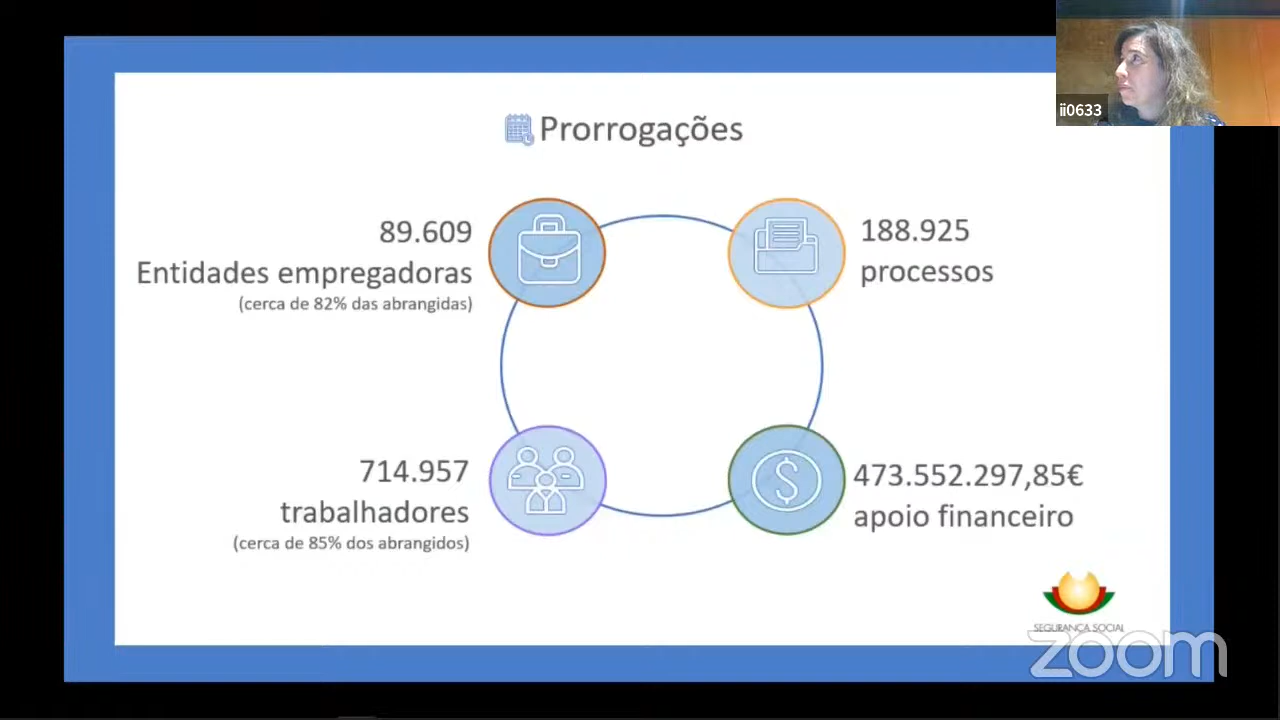 ii0633
Prorrogações
89.609
Entidades empregadoras
(cerca de 82% das abrangidas)
188.925
processos
714.957
trabalhadores
(cerca de 85% dos abrangidos)
473.552.297,85€
apoio financeiro
SEGURANÇA SOCIAL
zoom